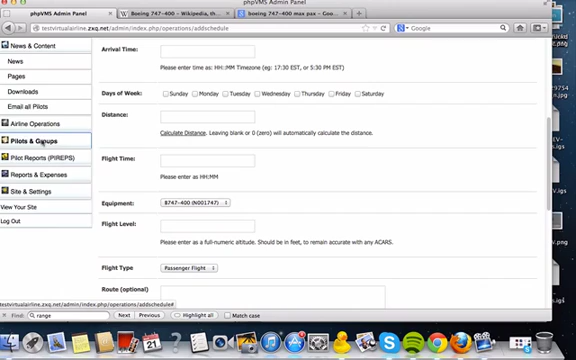 phpVMS Admin Panel
phpVMS Admin Panel
Boeing 747-400 - Wikipedia, th...
boeing 747-400 max pax - Goo...
testvirtualairline.zxq.net/admin/index.php/operations/addschedule
Google
News & Content
News
Pages
Downloads
Email all Pilots
Airline Operations
Pilots & Groups
Pilot Reports (PIREPS)
Reports & Expenses
Site & Settings
View Your Site
Log Out
Arrival Time:
Please enter time as: HH:MM Timezone (eg: 17:30 EST, or 5:30 PM EST)
Days of Week:
Sunday Monday Tuesday Wednesday Thursday Friday Saturday
Distance:
Calculate Distance. Leaving blank or 0 (zero) will automatically calculate the distance.
Flight Time:
Please enter as HH:MM
Equipment:
B747-400 (N001747)
Flight Level:
Please enter as a full-numeric altitude. Should be in feet, to remain accurate with any ACARS.
Flight Type
Passenger Flight
Route (optional)
testvirtualairline.zxq.net/admin/index.php/operations/addschedule#
Find: range
Next Previous Highlight all Match case
.igs
.png
.igs
21